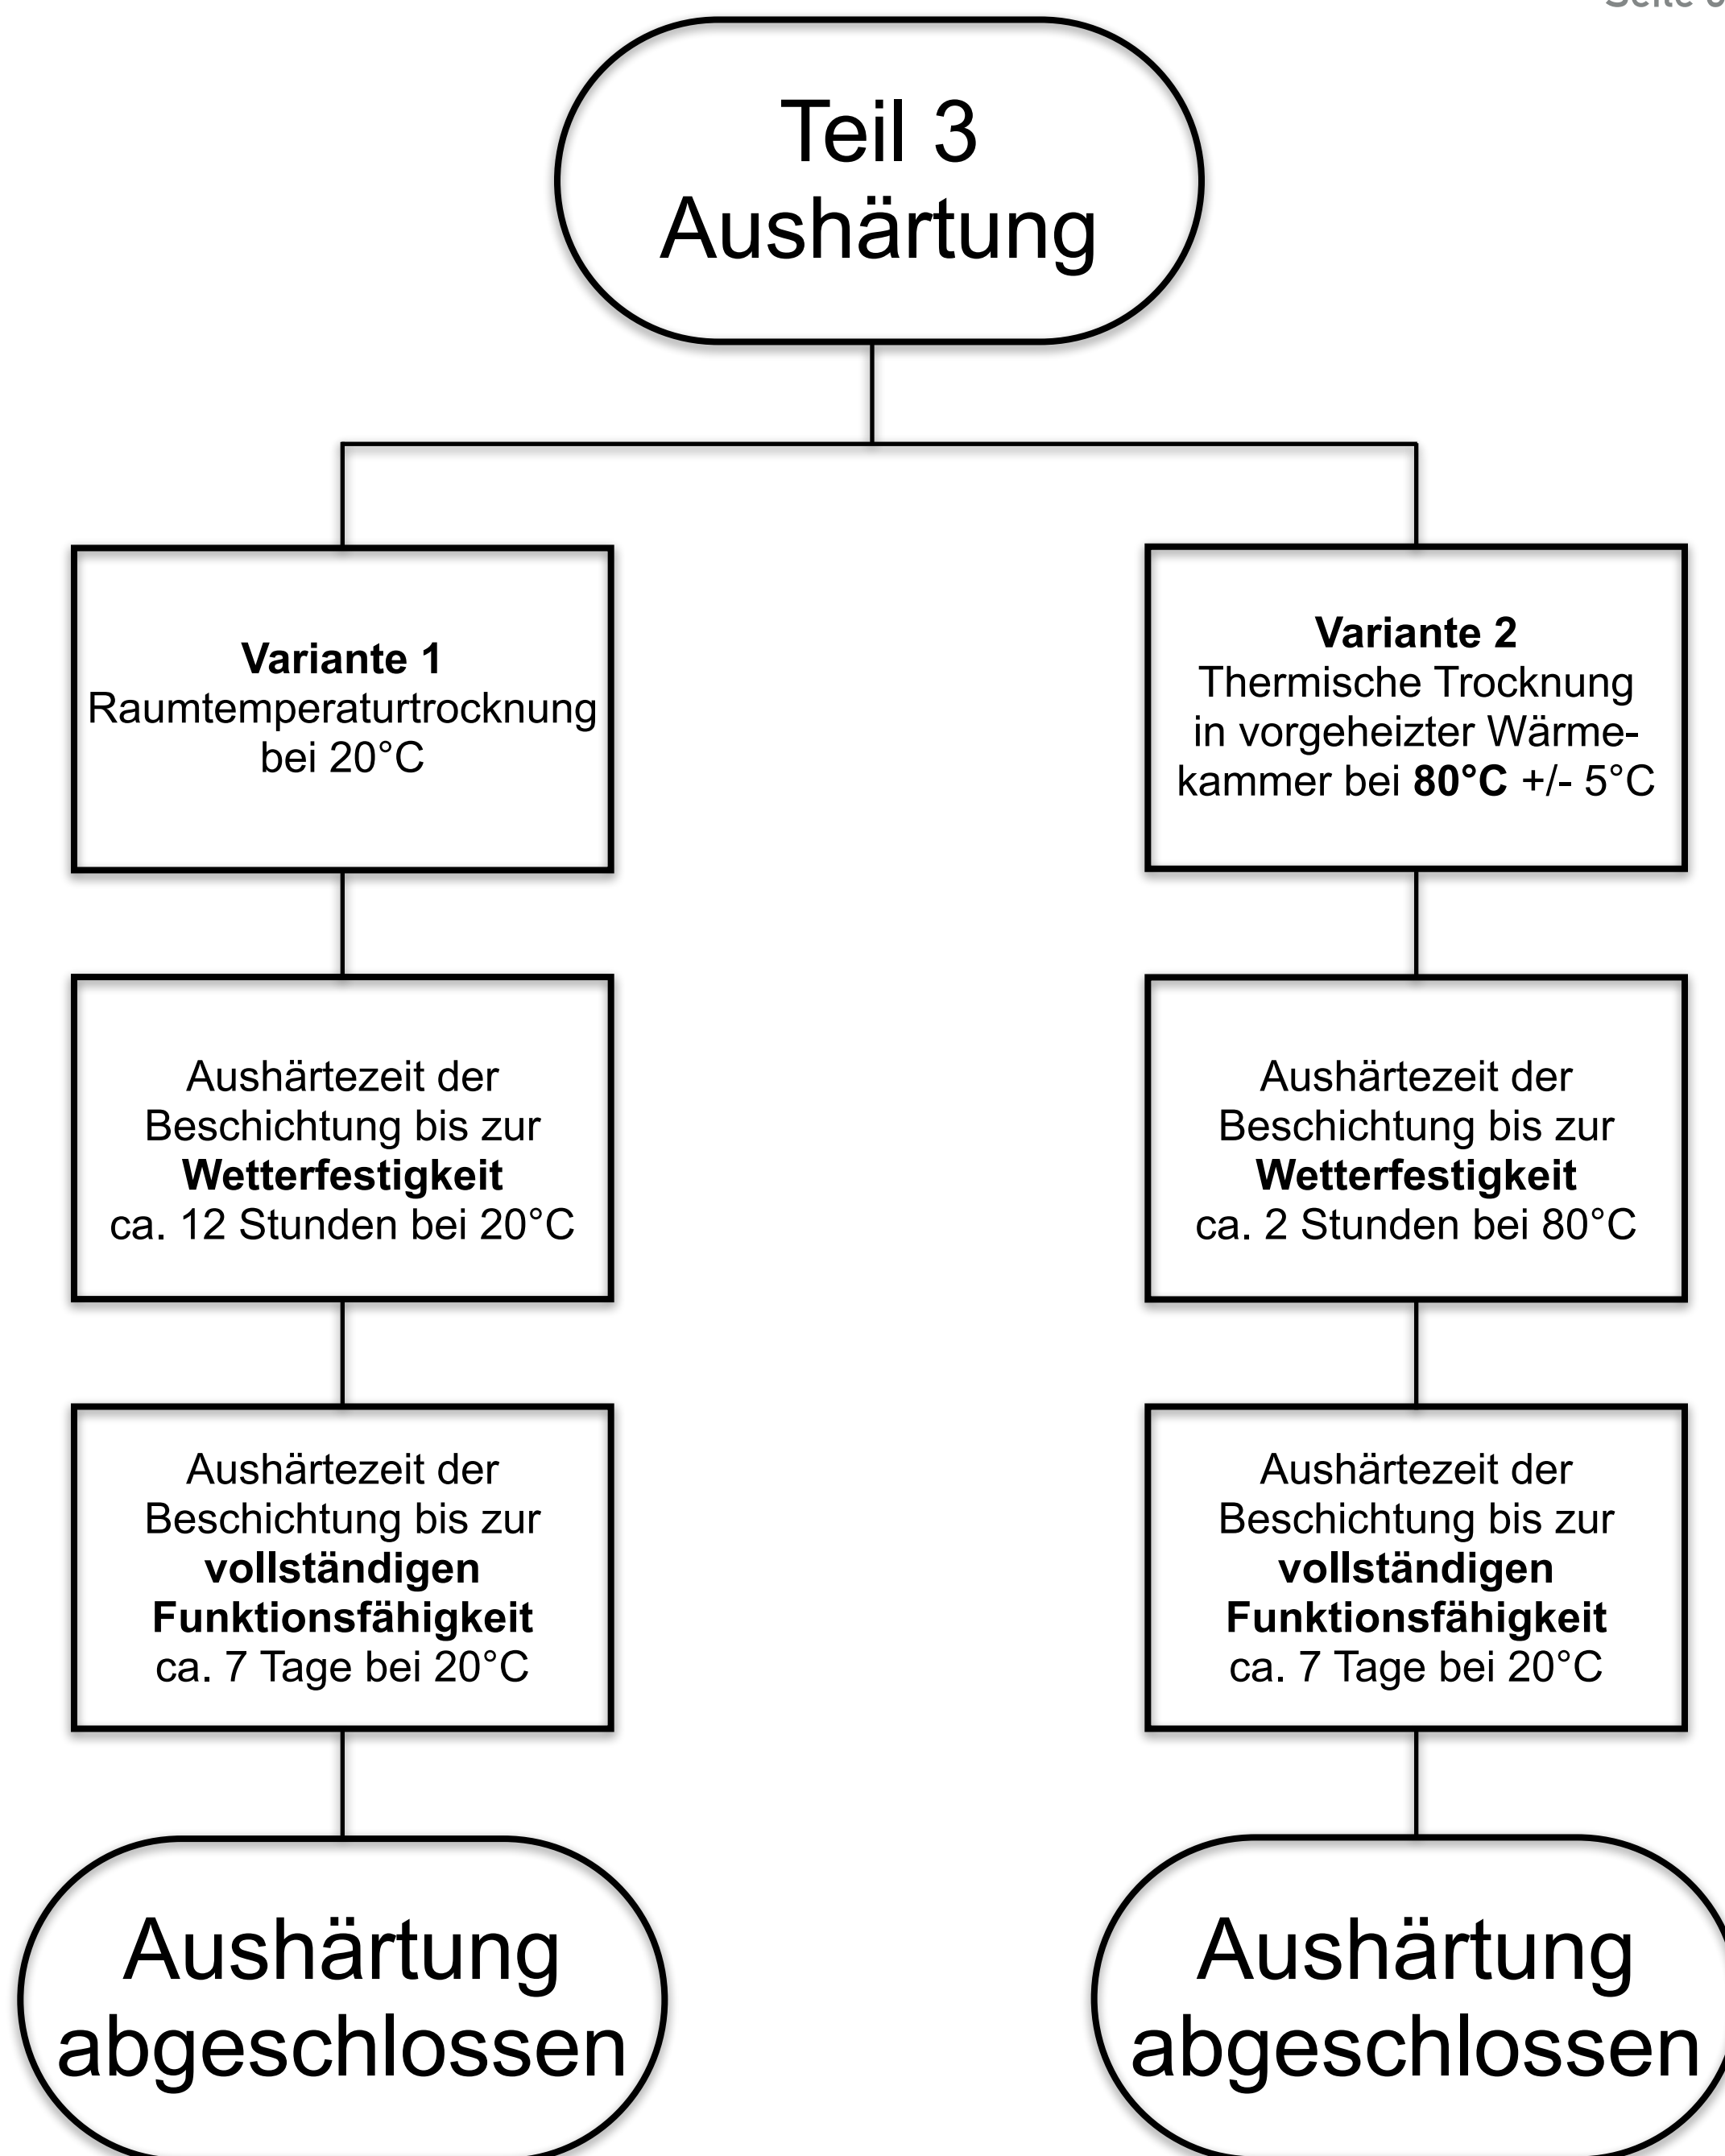 Teil 3
Aushärtung
Variante 1
Raumtemperaturtrocknung
bei 20°C
Aushärtezeit der
Beschichtung bis zur
Wetterfestigkeit
ca. 12 Stunden bei 20°C
Aushärtezeit der
Beschichtung bis zur
vollständigen
Funktionsfähigkeit
ca. 7 Tage bei 20°C
Aushärtung
abgeschlossen
Variante 2
Thermische Trocknung
in vorgeheizter Wärme-
kammer bei 80°C +/- 5°C
Aushärtezeit der
Beschichtung bis zur
Wetterfestigkeit
ca. 2 Stunden bei 80°C
Aushärtezeit der
Beschichtung bis zur
vollständigen
Funktionsfähigkeit
ca. 7 Tage bei 20°C
Aushärtung
abgeschlossen